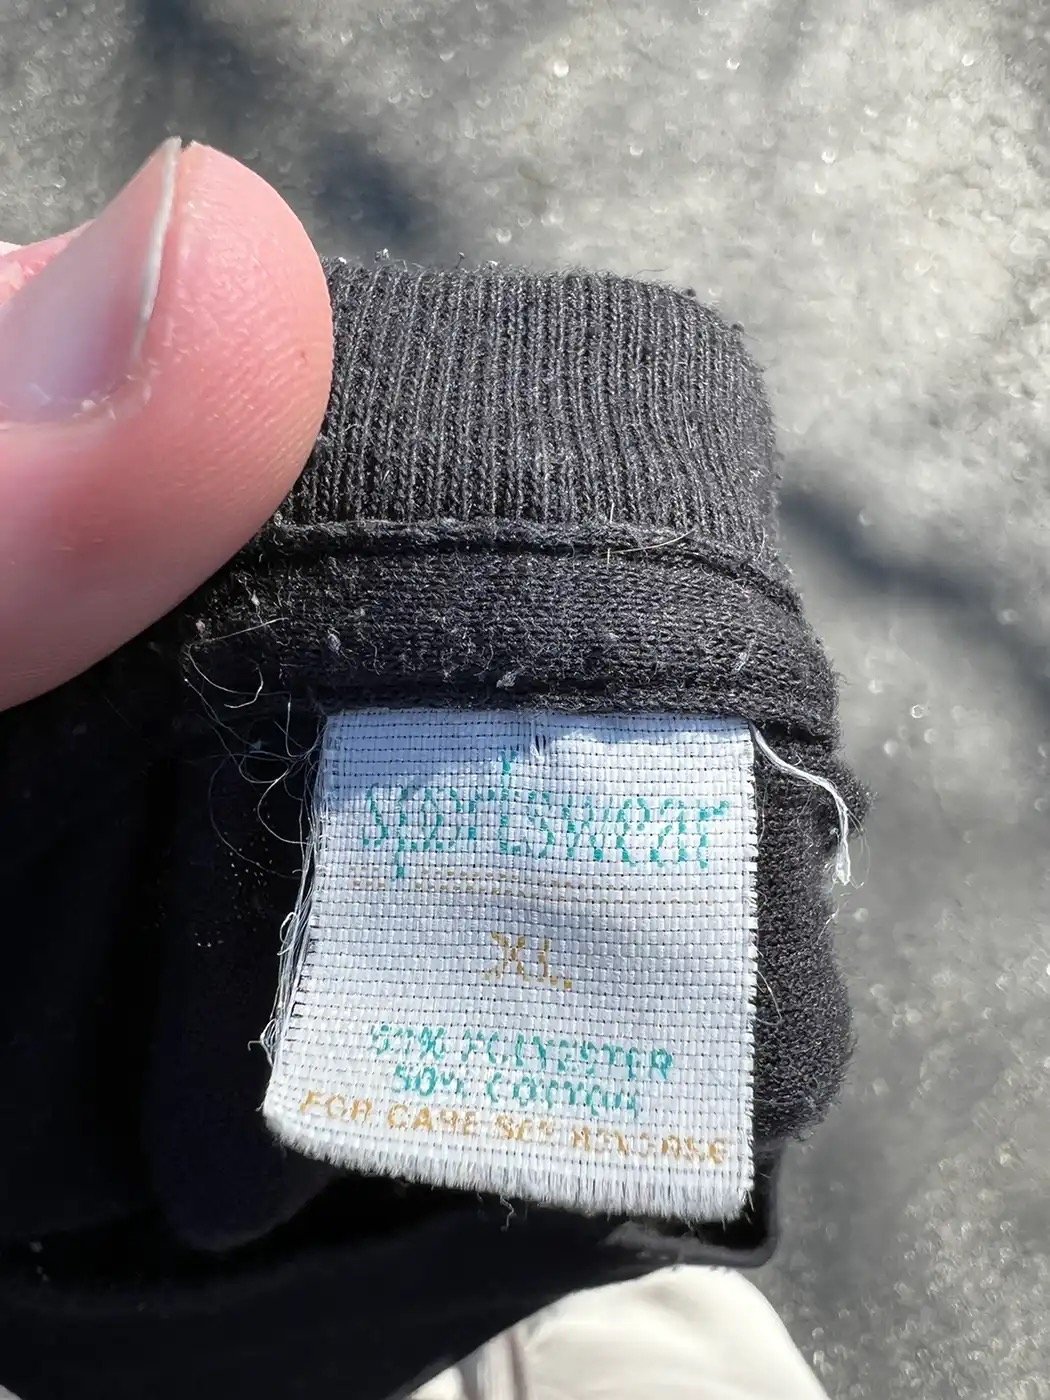 sportswear
XL
50% POLYESTER
50% COTTON
FOR CARE SEE REVERSE